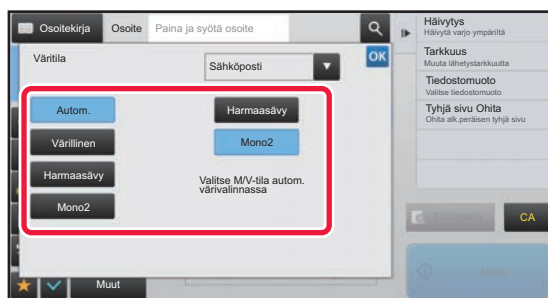 Osoitekirja
Osoite
Paina ja syötä osoite
Väritila
Sähköposti
OK
Autom.
Värillinen
Harmaasävy
Mono2
Harmaasävy
Mono2
Valitse M/V-tila autom.
värivalinnassa
Häivytys
Häivytä varjo ympäriltä
Tarkkuus
Muuta lähetystarkkuutta
Tiedostomuoto
Valitse tiedostomuoto
Tyhjä sivu Ohita
Ohita alk.peräisen tyhjä sivu
CA
Muut